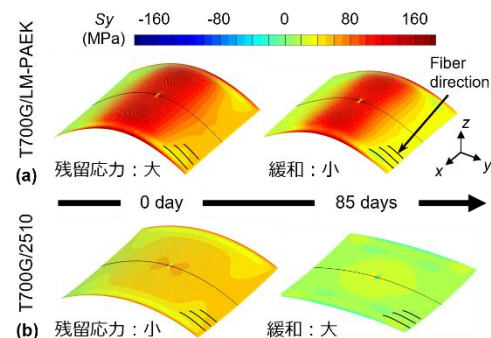 Sy
(MPa)
-160 -80 0 80 160
T700G/LM-PAEK
Fiber
direction
z
x y
(a) 残留応力：大 緩和：小
0 day 85 days
T700G/2510
(b) 残留応力：小 緩和：大